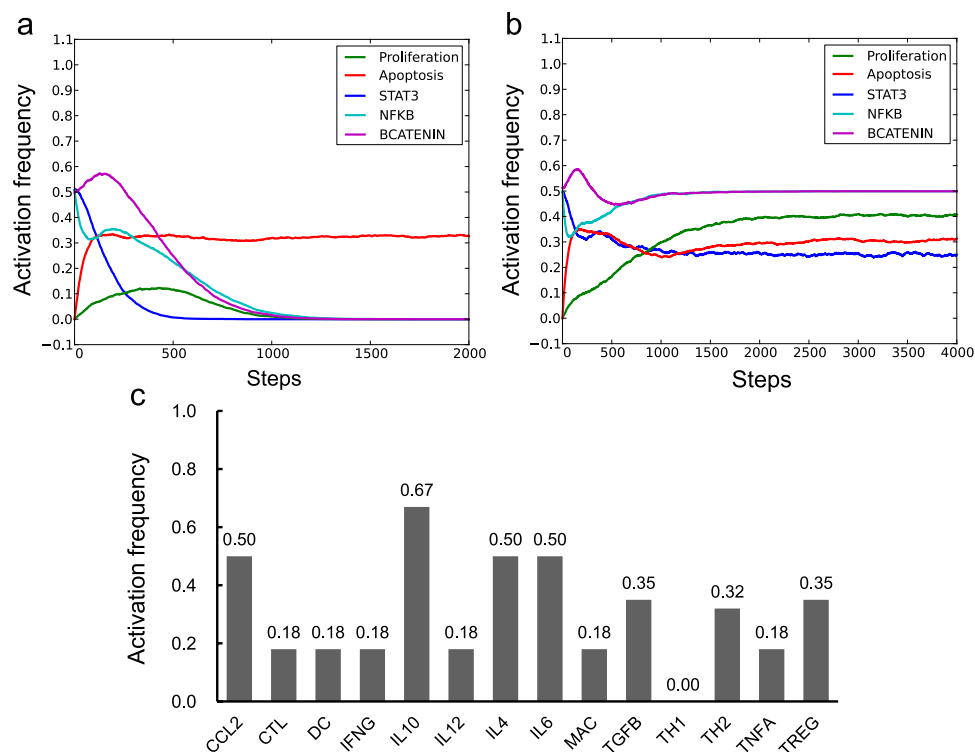 a
1.1
1.0
0.9
0.8
0.7
0.6
0.5
0.4
0.3
0.2
0.1
0.0
−0.1
Activation frequency
Proliferation
Apoptosis
STAT3
NFKB
BCATENIN
0 500 1000 1500 2000
Steps
b
1.1
1.0
0.9
0.8
0.7
0.6
0.5
0.4
0.3
0.2
0.1
0.0
−0.1
Activation frequency
Proliferation
Apoptosis
STAT3
NFKB
BCATENIN
0 500 1000 1500 2000 2500 3000 3500 4000
Steps
c
1.0
0.8
0.6
0.4
0.2
0.0
Activation frequency
0.50 0.18 0.18 0.18 0.67 0.18 0.50 0.50 0.18 0.35 0.00 0.32 0.18 0.35
CCL2 CTL DC IFNG IL10 IL12 IL4 IL6 MAC TGFB TH1 TH2 TNFA TREG